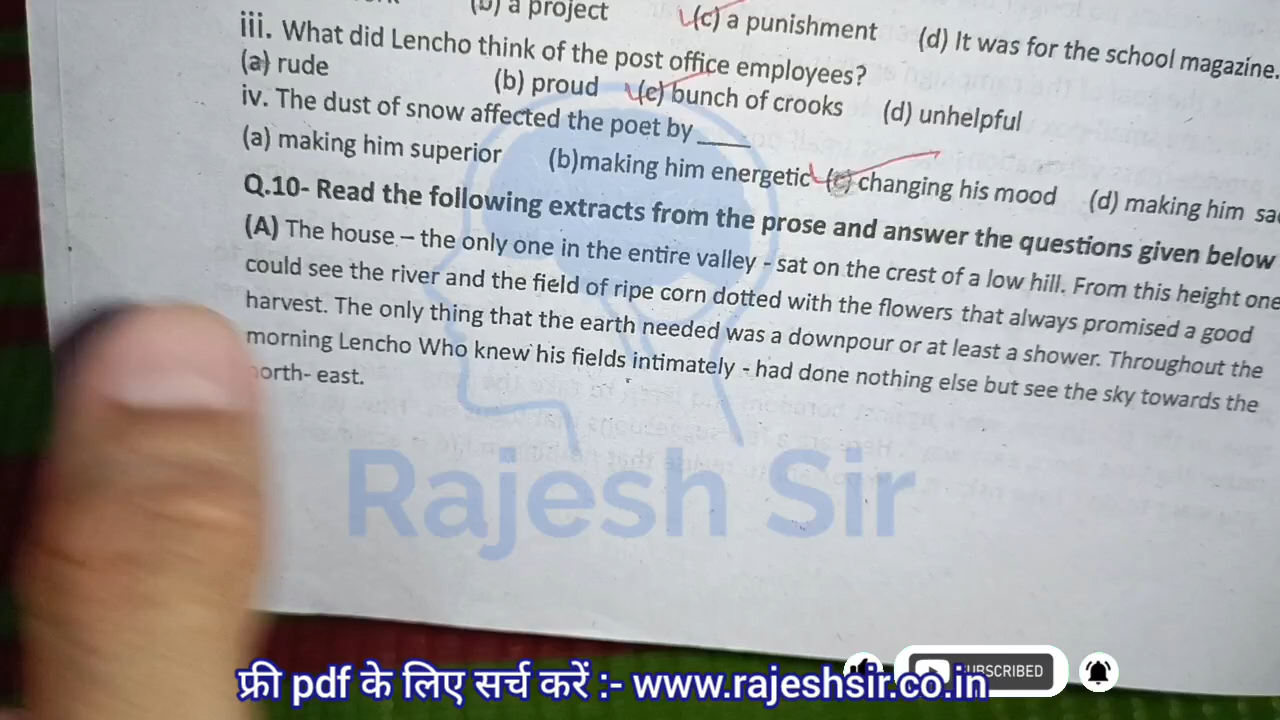 (b) a project (c) a punishment (d) It was for the school magazine.
iii. What did Lencho think of the post office employees?
(a) rude (b) proud (c) bunch of crooks (d) unhelpful
iv. The dust of snow affected the poet by _____
(a) making him superior (b)making him energetic (c) changing his mood (d) making him
Q.10- Read the following extracts from the prose and answer the questions given below
(A) The house – the only one in the entire valley - sat on the crest of a low hill. From this height one
could see the river and the field of ripe corn dotted with the flowers that always promised a good
harvest. The only thing that the earth needed was a downpour or at least a shower. Throughout the
morning Lencho Who knew his fields intimately - had done nothing else but see the sky towards the
north- east.
Rajesh Sir
SUBSCRIBED
फ्री pdf के लिए सर्च करें :- www.rajeshsir.co.in